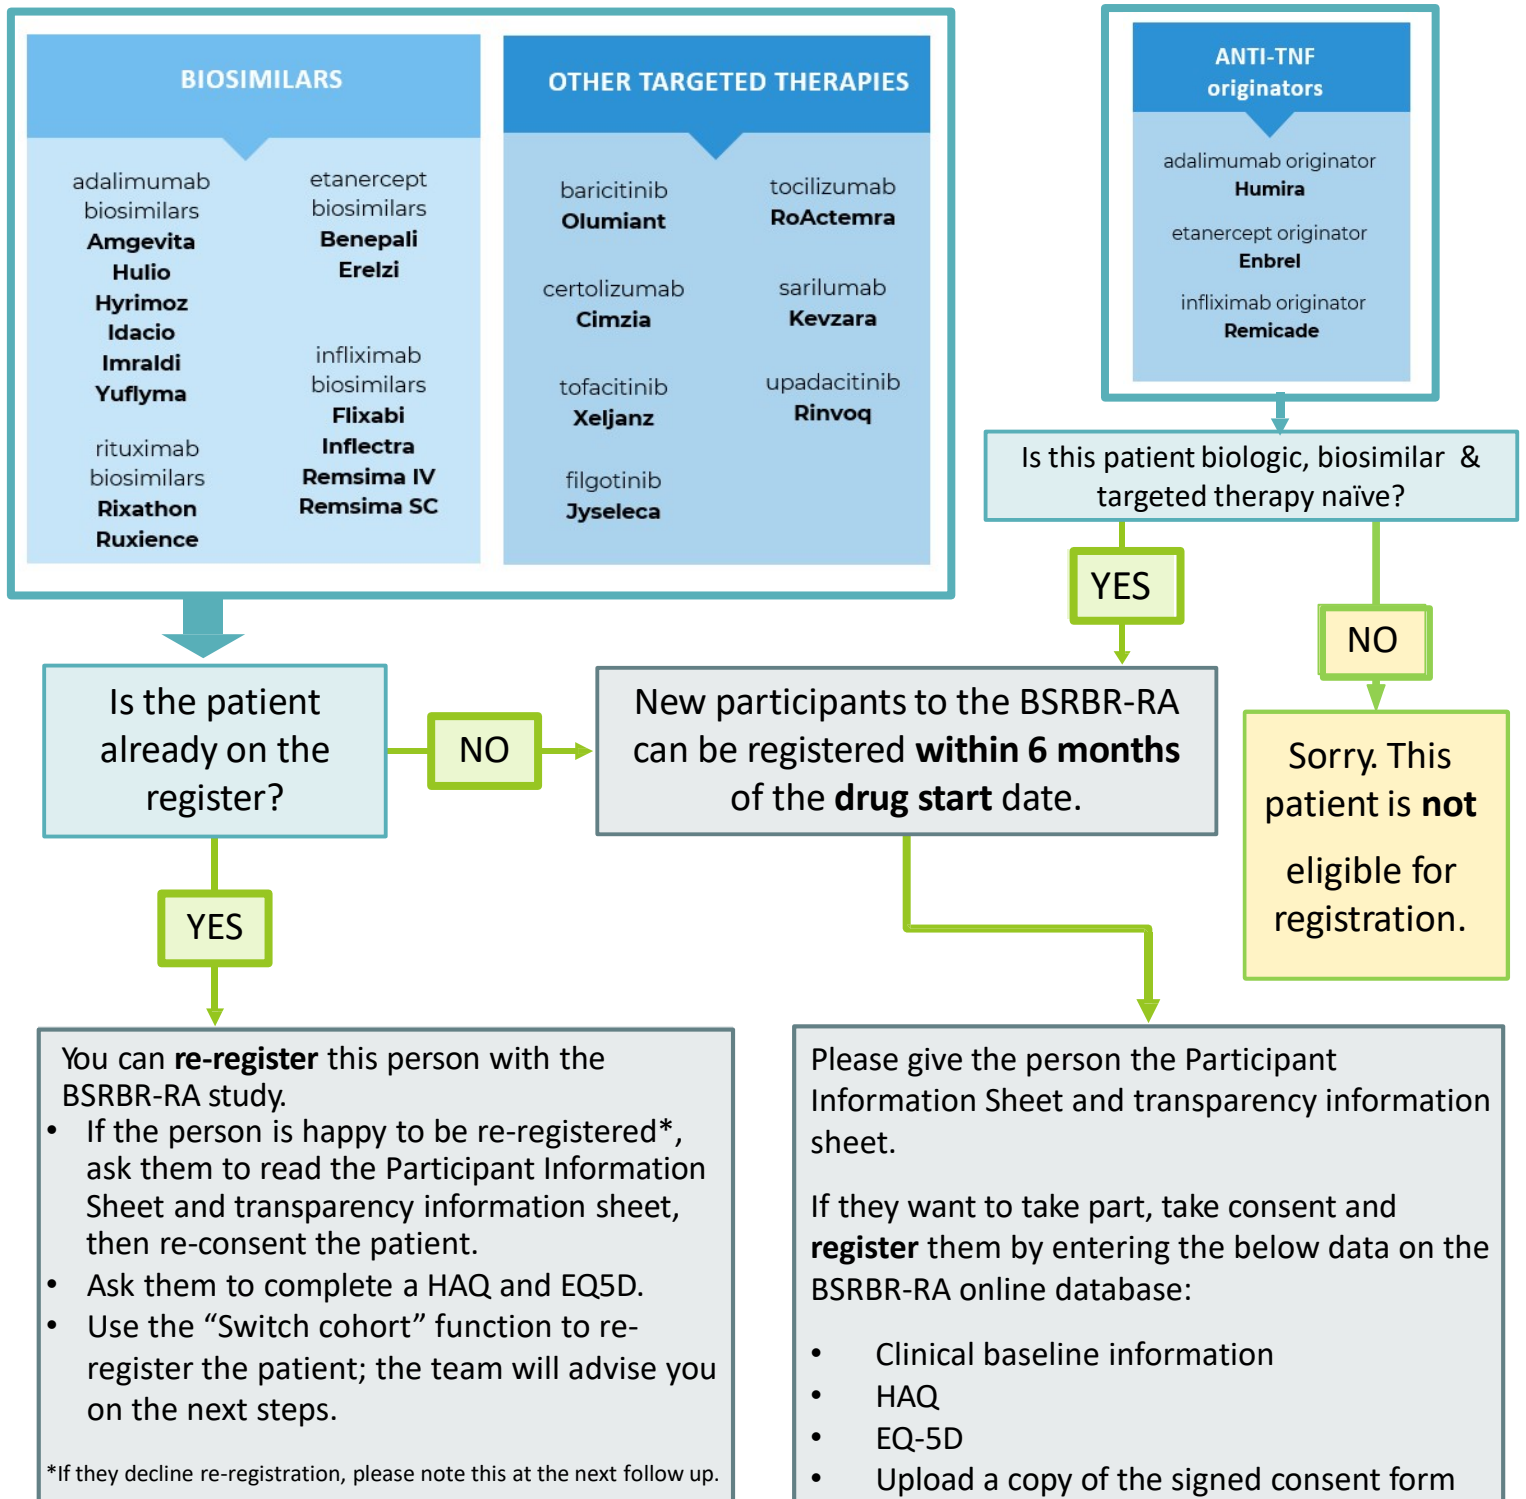 BIOSIMILARS
adalimumab
biosimilars
Amgevita
Hulio
Hyrimoz
Idacio
Imraldi
Yuflyma
rituximab
biosimilars
Rixathon
Ruxience
etanercept
biosimilars
Benepali
Erelzi
infliximab
biosimilars
Flixabi
Inflectra
Remsima IV
Remsima SC
OTHER TARGETED THERAPIES
baricitinib
Olumiant
certolizumab
Cimzia
tofacitinib
Xeljanz
filgotinib
Jyseleca
tocilizumab
RoActemra
sarilumab
Kevzara
upadacitinib
Rinvoq
ANTI-TNF
originators
adalimumab originator
Humira
etanercept originator
Enbrel
infliximab originator
Remicade
Is this patient biologic, biosimilar &
targeted therapy naïve?
YES
NO
Is the patient
already on the
register?
NO
New participants to the BSRBR-RA
can be registered within 6 months
of the drug start date.
Sorry. This
patient is not
eligible for
registration.
YES
You can re-register this person with the
BSRBR-RA study.
• If the person is happy to be re-registered*,
ask them to read the Participant Information
Sheet and transparency information sheet,
then re-consent the patient.
• Ask them to complete a HAQ and EQ5D.
• Use the “Switch cohort” function to re-
register the patient; the team will advise you
on the next steps.
*If they decline re-registration, please note this at the next follow up.
Please give the person the Participant
Information Sheet and transparency information
sheet.
If they want to take part, take consent and
register them by entering the below data on the
BSRBR-RA online database:
• Clinical baseline information
• HAQ
• EQ-5D
• Upload a copy of the signed consent form